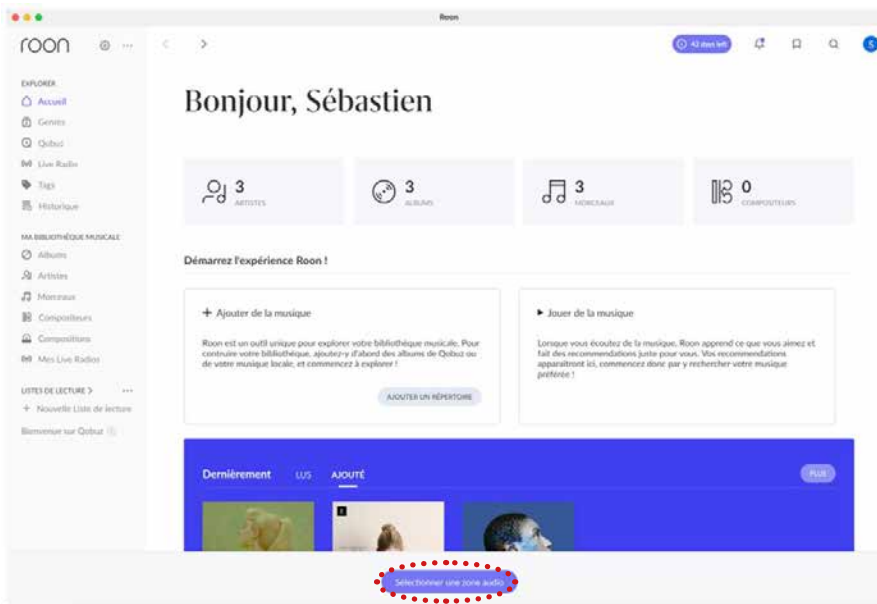 Roon
roon
42 days left
S
EXPLORER
Accueil
Genres
Qobuz
Live Radio
Tags
Historique
MA BIBLIOTHÈQUE MUSICALE
Albums
Artistes
Morceaux
Compositeurs
Compositions
Mes Live Radios
LISTES DE LECTURE
+ Nouvelle Liste de lecture
Bienvenue sur Qobuz
Bonjour, Sébastien
3
ARTISTES
3
ALBUMS
3
MORCEAUX
0
COMPOSITEURS
Démarrez l'expérience Roon !
+ Ajouter de la musique
Roon est un outil unique pour explorer votre bibliothèque musicale. Pour
contruire votre bibliothèque, ajoutez-y d'abord des albums de Qobuz ou
de votre musique locale, et commencez à explorer !
AJOUTER UN RÉPERTOIRE
Jouer de la musique
Lorsque vous écoutez de la musique, Roon apprend ce que vous aimez et
fait des recommendations juste pour vous. Vos recommendations
apparaitront ici, commencez donc par y rechercher votre musique
préférée !
Dernièrement LUS AJOUTÉ
PLUS
Sélectionner une zone audio